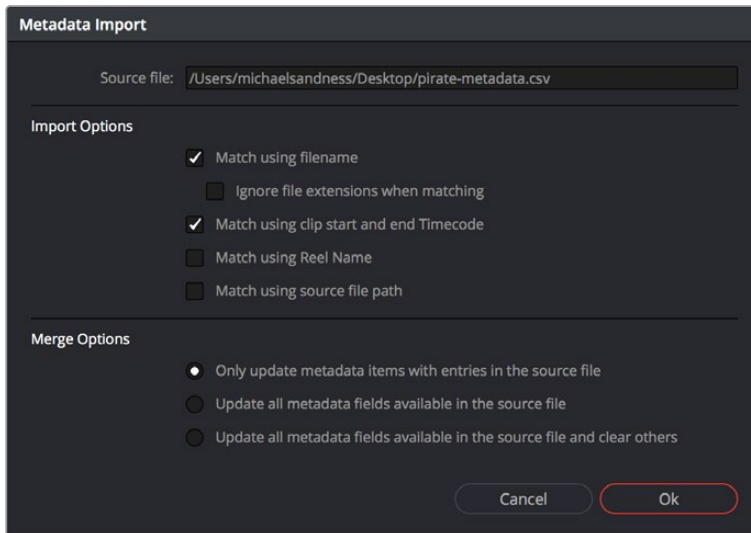 Metadata Import
Source file: /Users/michaelsandness/Desktop/pirate-metadata.csv
Import Options
Match using filename
Ignore file extensions when matching
Match using clip start and end Timecode
Match using Reel Name
Match using source file path
Merge Options
Only update metadata items with entries in the source file
Update all metadata fields available in the source file
Update all metadata fields available in the source file and clear others
Cancel Ok